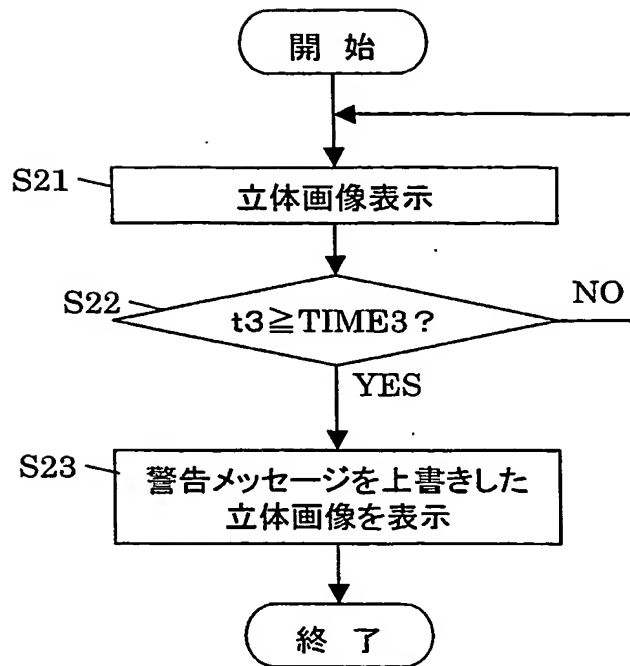 開 始
S21
立体画像表示
S22
t3≧TIME3?
NO
YES
S23
警告メッセージを上書きした
立体画像を表示
終 了